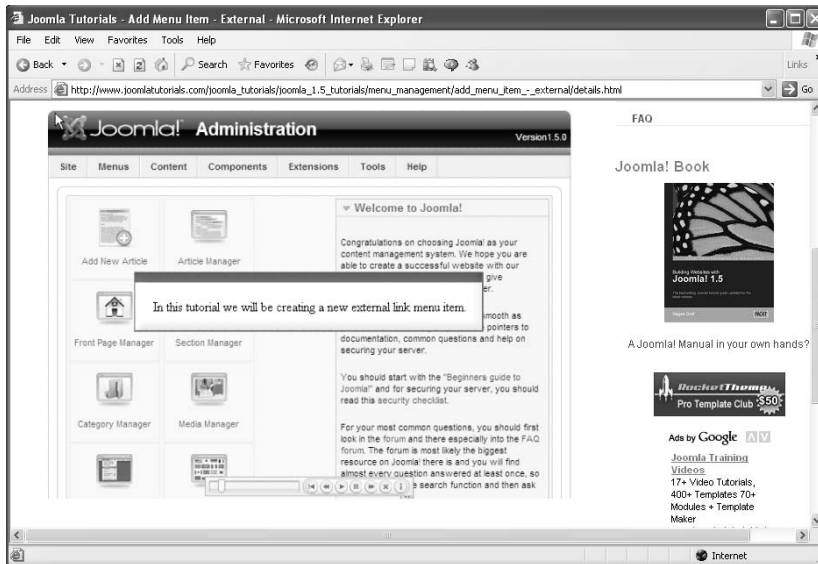 Joomla Tutorials - Add Menu Item - External - Microsoft Internet Explorer
File Edit View Favorites Tools Help
Back Search Favorites Links
Address http://www.joomlatutorials.com/joomla_tutorials/joomla_1.5_tutorials/menu_management/add_menu_item_-_external/details.html Go
Joomla! Administration
Version1.5.0
Site Menus Content Components Extensions Tools Help
Add New Article
Article Manager
Front Page Manager
Section Manager
Category Manager
Media Manager
Welcome to Joomla!
Congratulations on choosing Joomla! as your
content management system. We hope you are
able to create a successful website with our
give
er.
In this tutorial we will be creating a new external link menu item.
mooth as
pointers to
documentation, common questions and help on
securing your server.
You should start with the "Beginners guide to
Joomla!" and for securing your server, you should
read this security checklist.
For your most common questions, you should first
look in the forum and there especially into the FAQ
forum. The forum is most likely the biggest
resource on Joomla! there is and you will find
almost every question answered at least once, so
e search function and then ask
FAQ
Joomla! Book
Building Websites with
Joomla! 1.5
PACKT
A Joomla! Manual in your own hands?
RocketTheme
Pro Template Club $50
Ads by Google
Joomla Training
Videos
17+ Video Tutorials,
400+ Templates 70+
Modules + Template
Maker
Internet